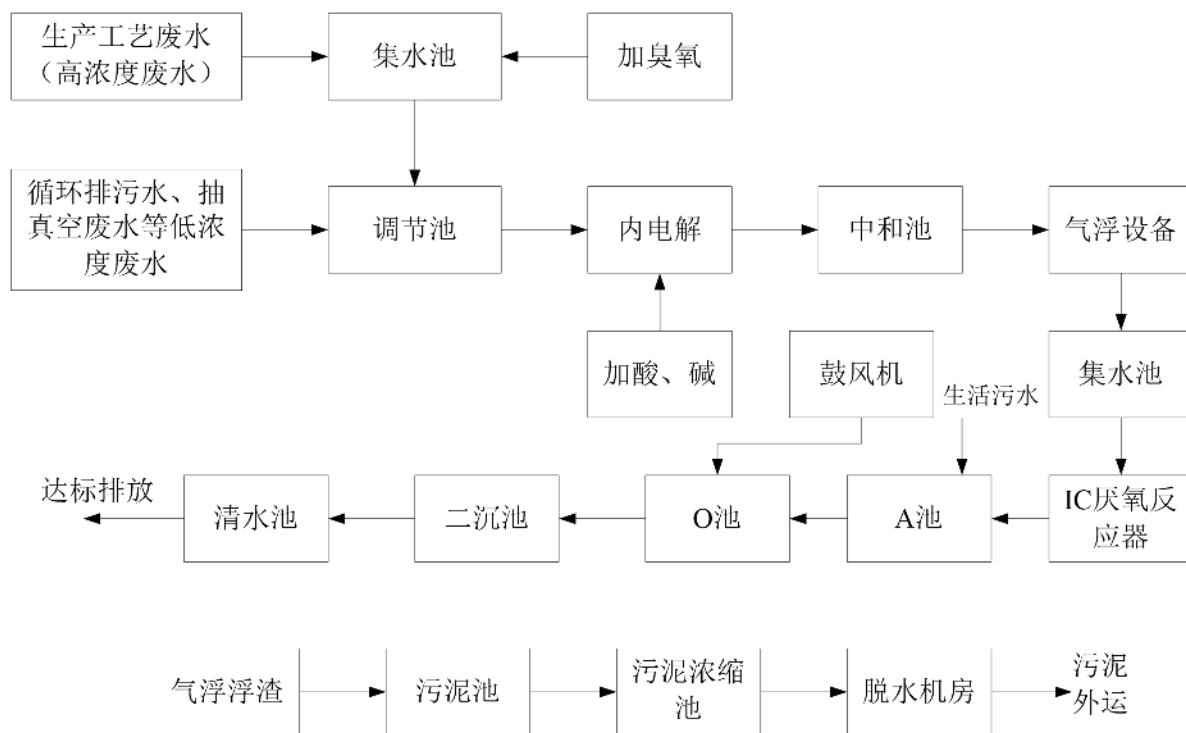 生产工艺废水
（高浓度废水）
集水池
加臭氧
循环排污水、抽
真空废水等低浓
度废水
调节池
内电解
中和池
气浮设备
加酸、碱
鼓风机
生活污水
集水池
达标排放
清水池
二沉池
O池
A池
IC厌氧反
应器
气浮浮渣
污泥池
污泥浓缩
池
脱水机房
污泥
外运